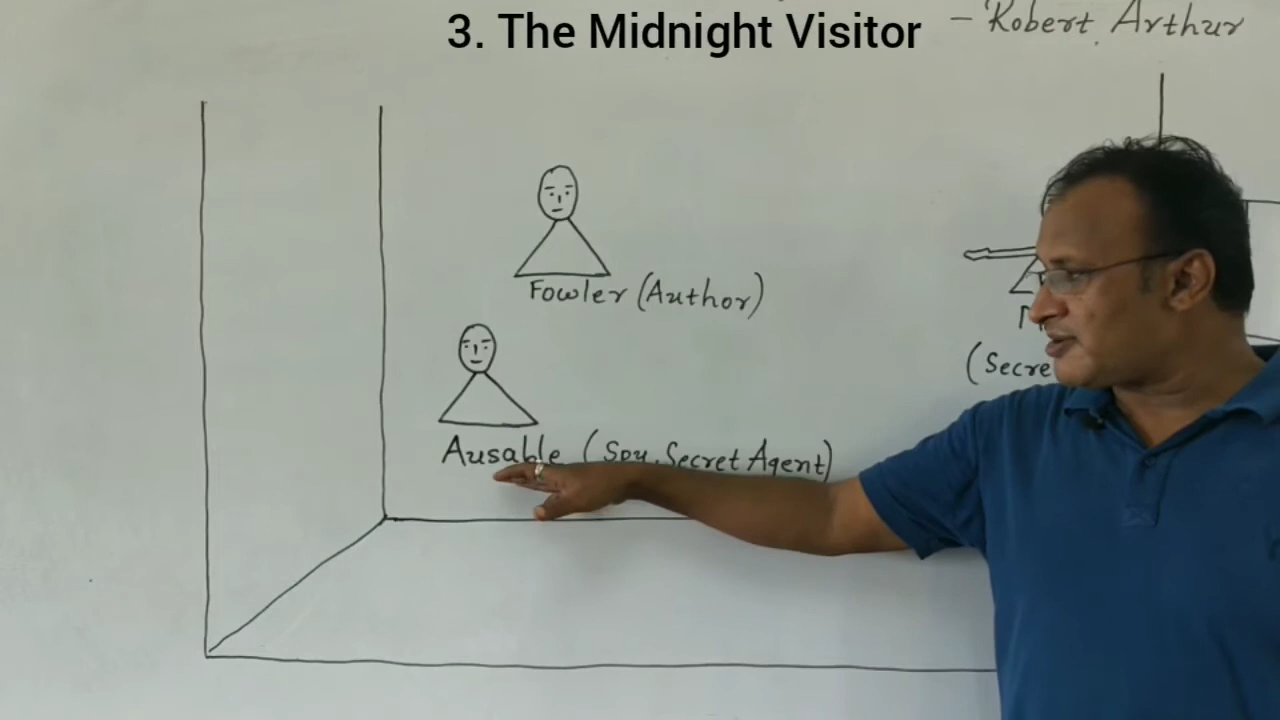 3. The Midnight Visitor
- Robert Arthur
Fowler (Author)
Ausable (Spy, Secret Agent)
(Secre